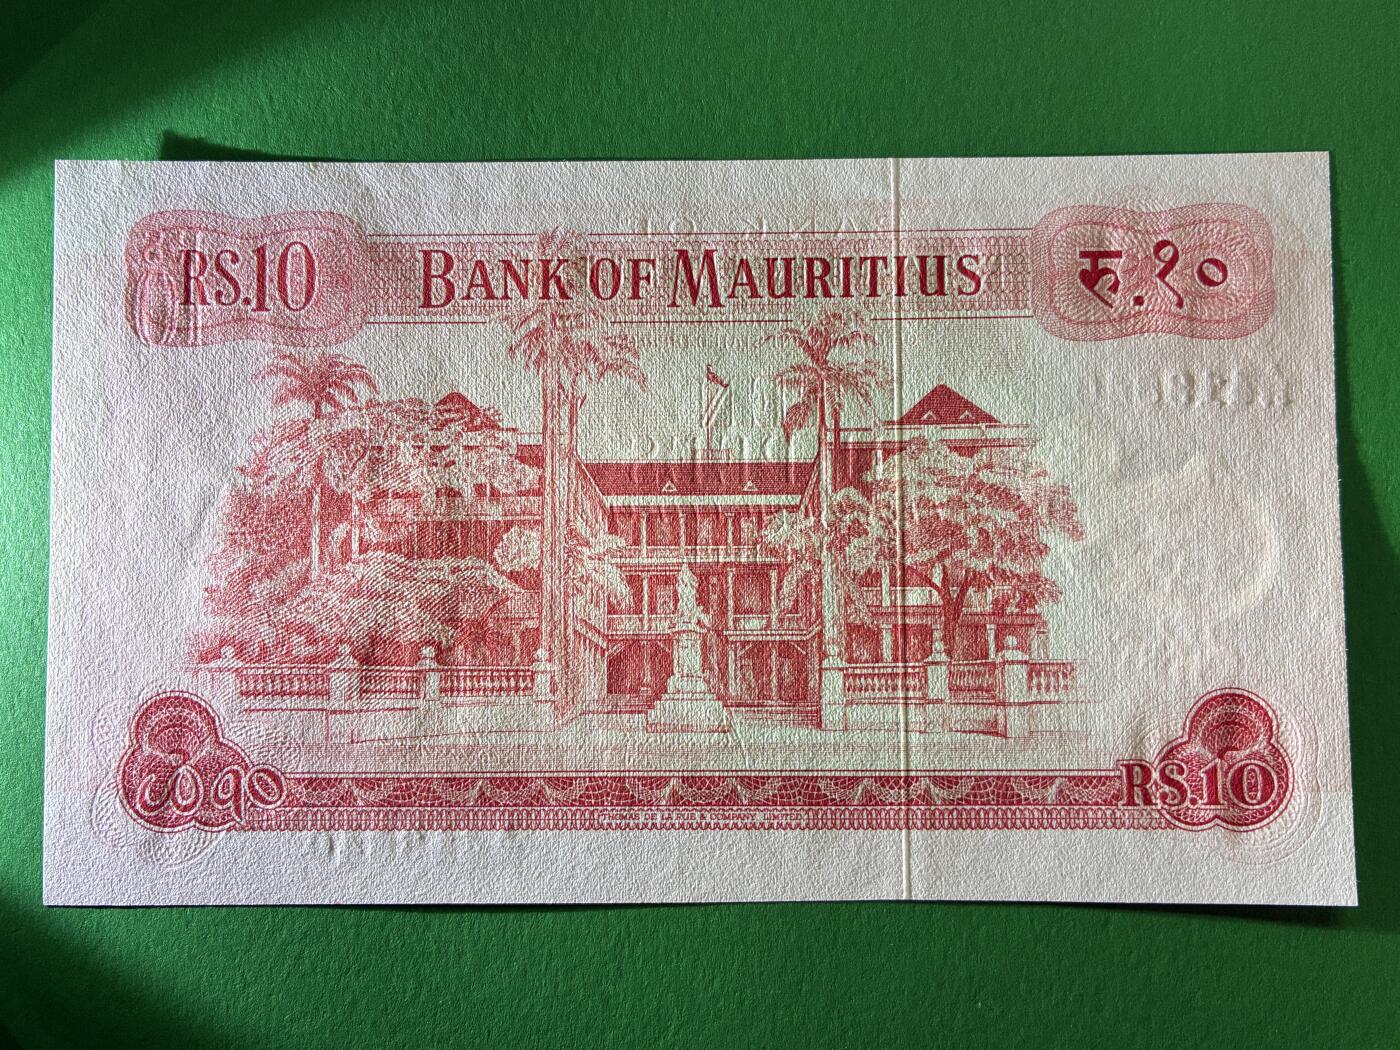 RS.10
BANK OF MAURITIUS
रु.१०
RS.10
THOMAS DE LA RUE & COMPANY, LIMITED